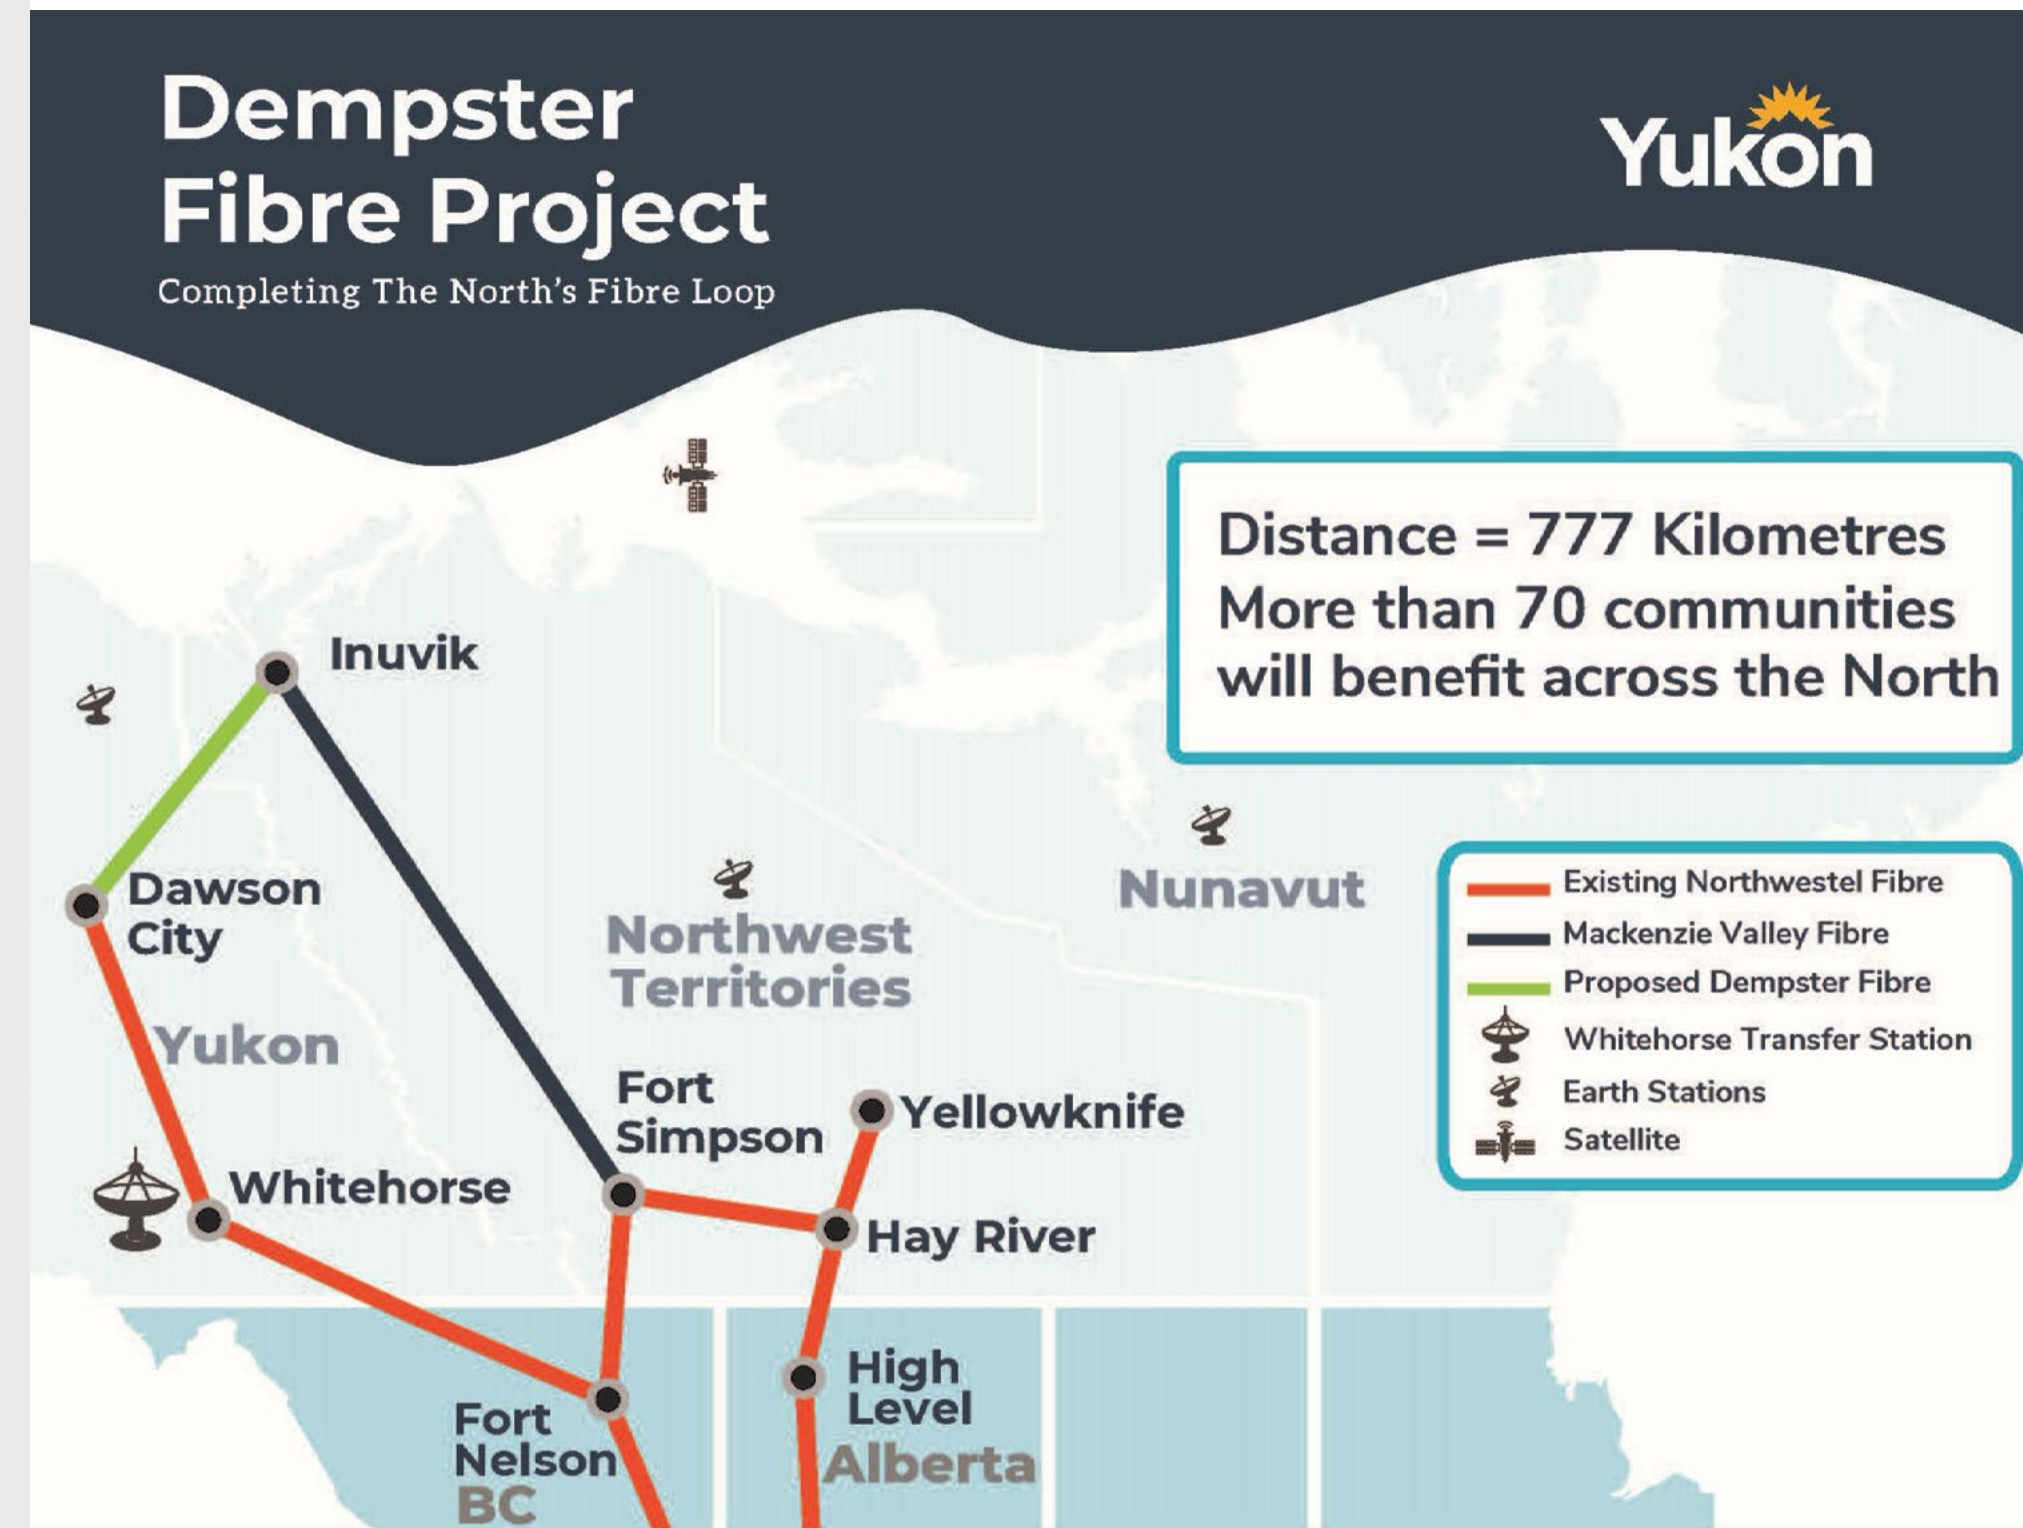 Dempster
Fibre Project
Completing The North's Fibre Loop
Yukon
Distance = 777 Kilometres
More than 70 communities
will benefit across the North
Inuvik
Dawson
City
Nunavut
Northwest
Territories
Yukon
Existing Northwestel Fibre
Mackenzie Valley Fibre
Proposed Dempster Fibre
Whitehorse Transfer Station
Earth Stations
Satellite
Fort
Simpson
Yellowknife
Whitehorse
Hay River
High
Level
Alberta
Fort
Nelson
BC